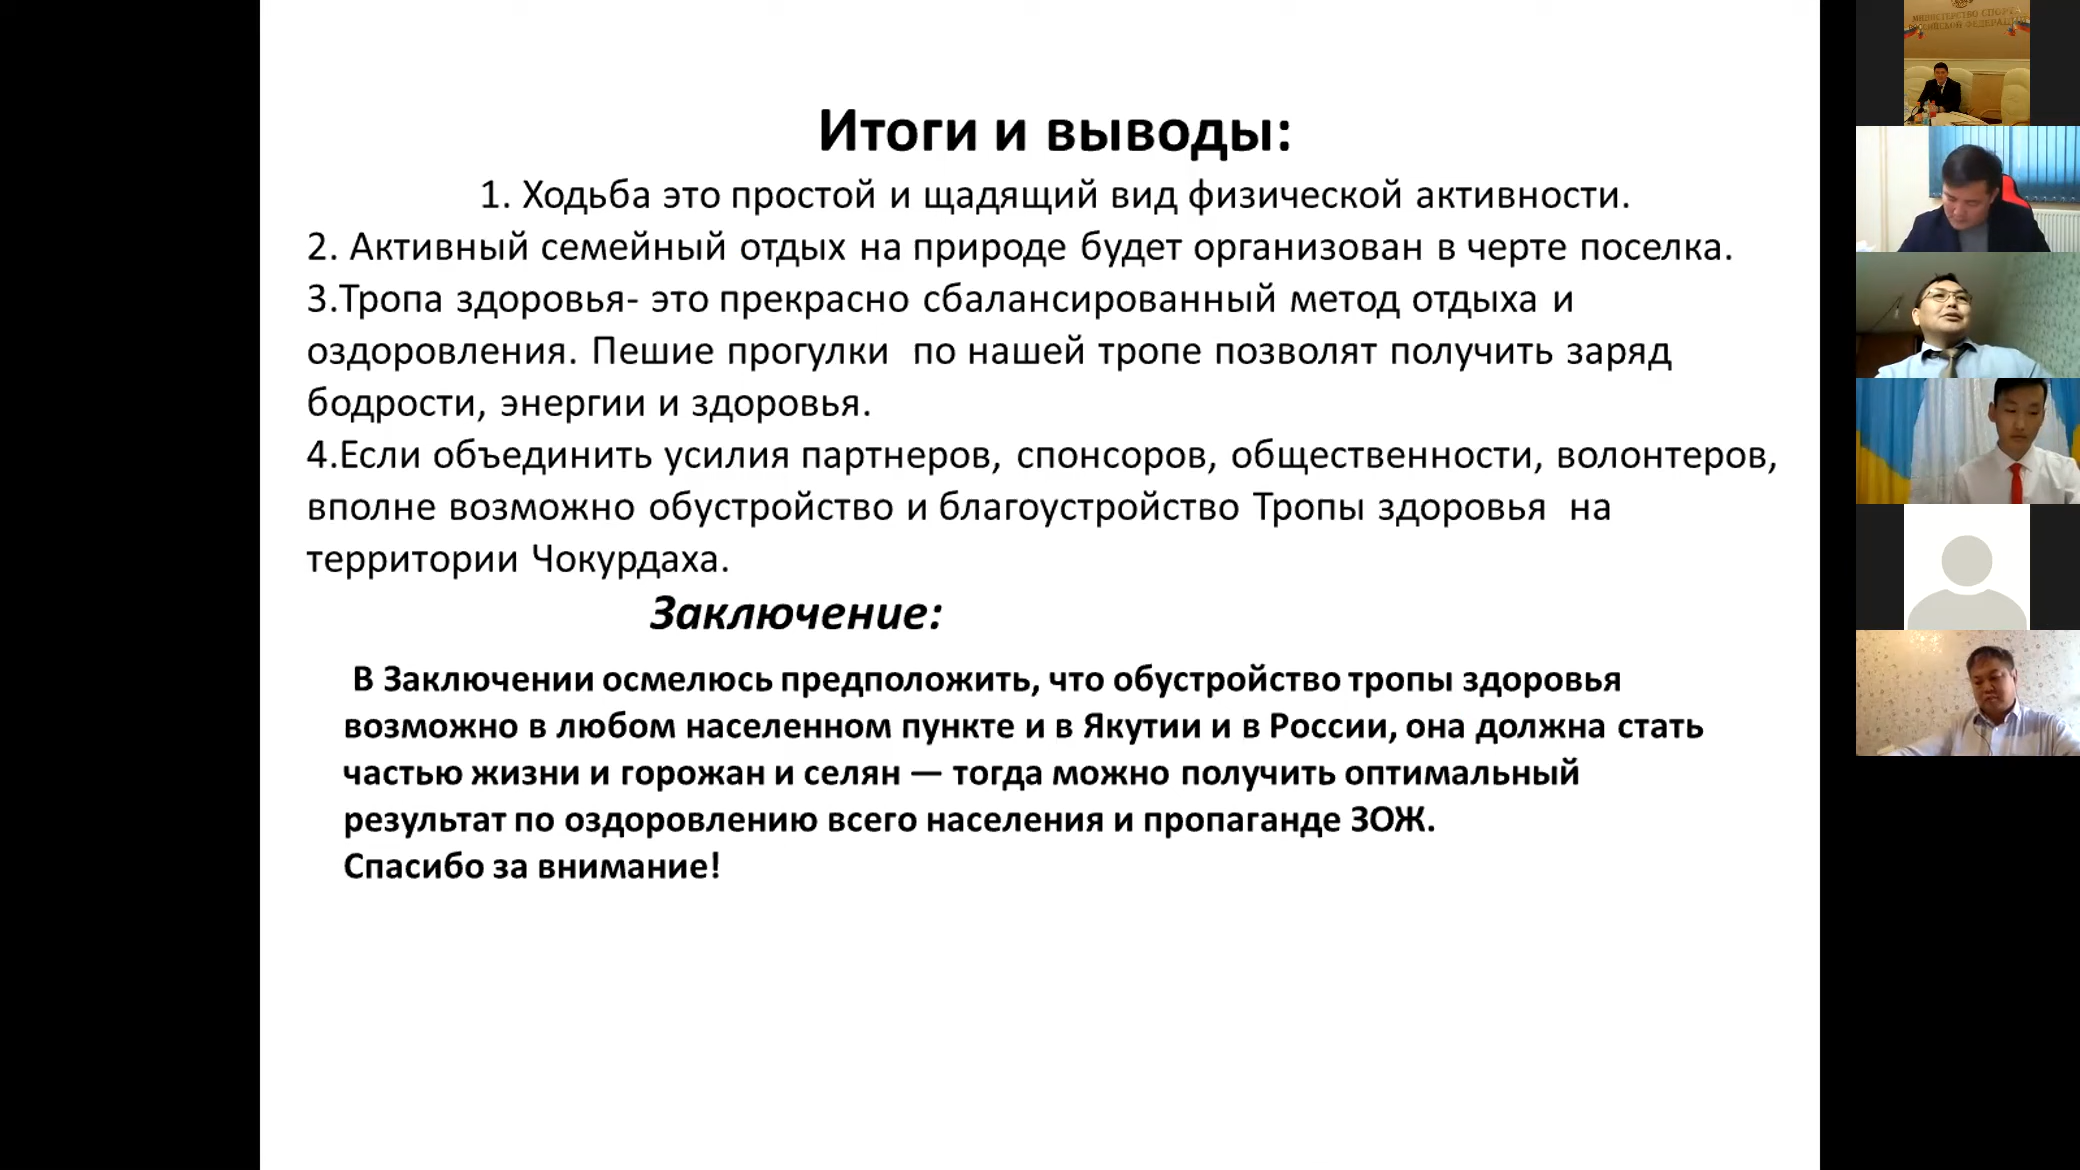 Итоги и выводы:
1. Ходьба это простой и щадящий вид физической активности.
2. Активный семейный отдых на природе будет организован в черте поселка.
3.Тропа здоровья- это прекрасно сбалансированный метод отдыха и
оздоровления. Пешие прогулки  по нашей тропе позволят получить заряд
бодрости, энергии и здоровья.
4.Если объединить усилия партнеров, спонсоров, общественности, волонтеров,
вполне возможно обустройство и благоустройство Тропы здоровья  на
территории Чокурдаха.
Заключение:
В Заключении осмелюсь предположить, что обустройство тропы здоровья
возможно в любом населенном пункте и в Якутии и в России, она должна стать
частью жизни и горожан и селян — тогда можно получить оптимальный
результат по оздоровлению всего населения и пропаганде ЗОЖ.
Спасибо за внимание!
МИНИСТЕРСТВО СПОРТ
РОССИЙСКОЙ ФЕДЕРАЦИ